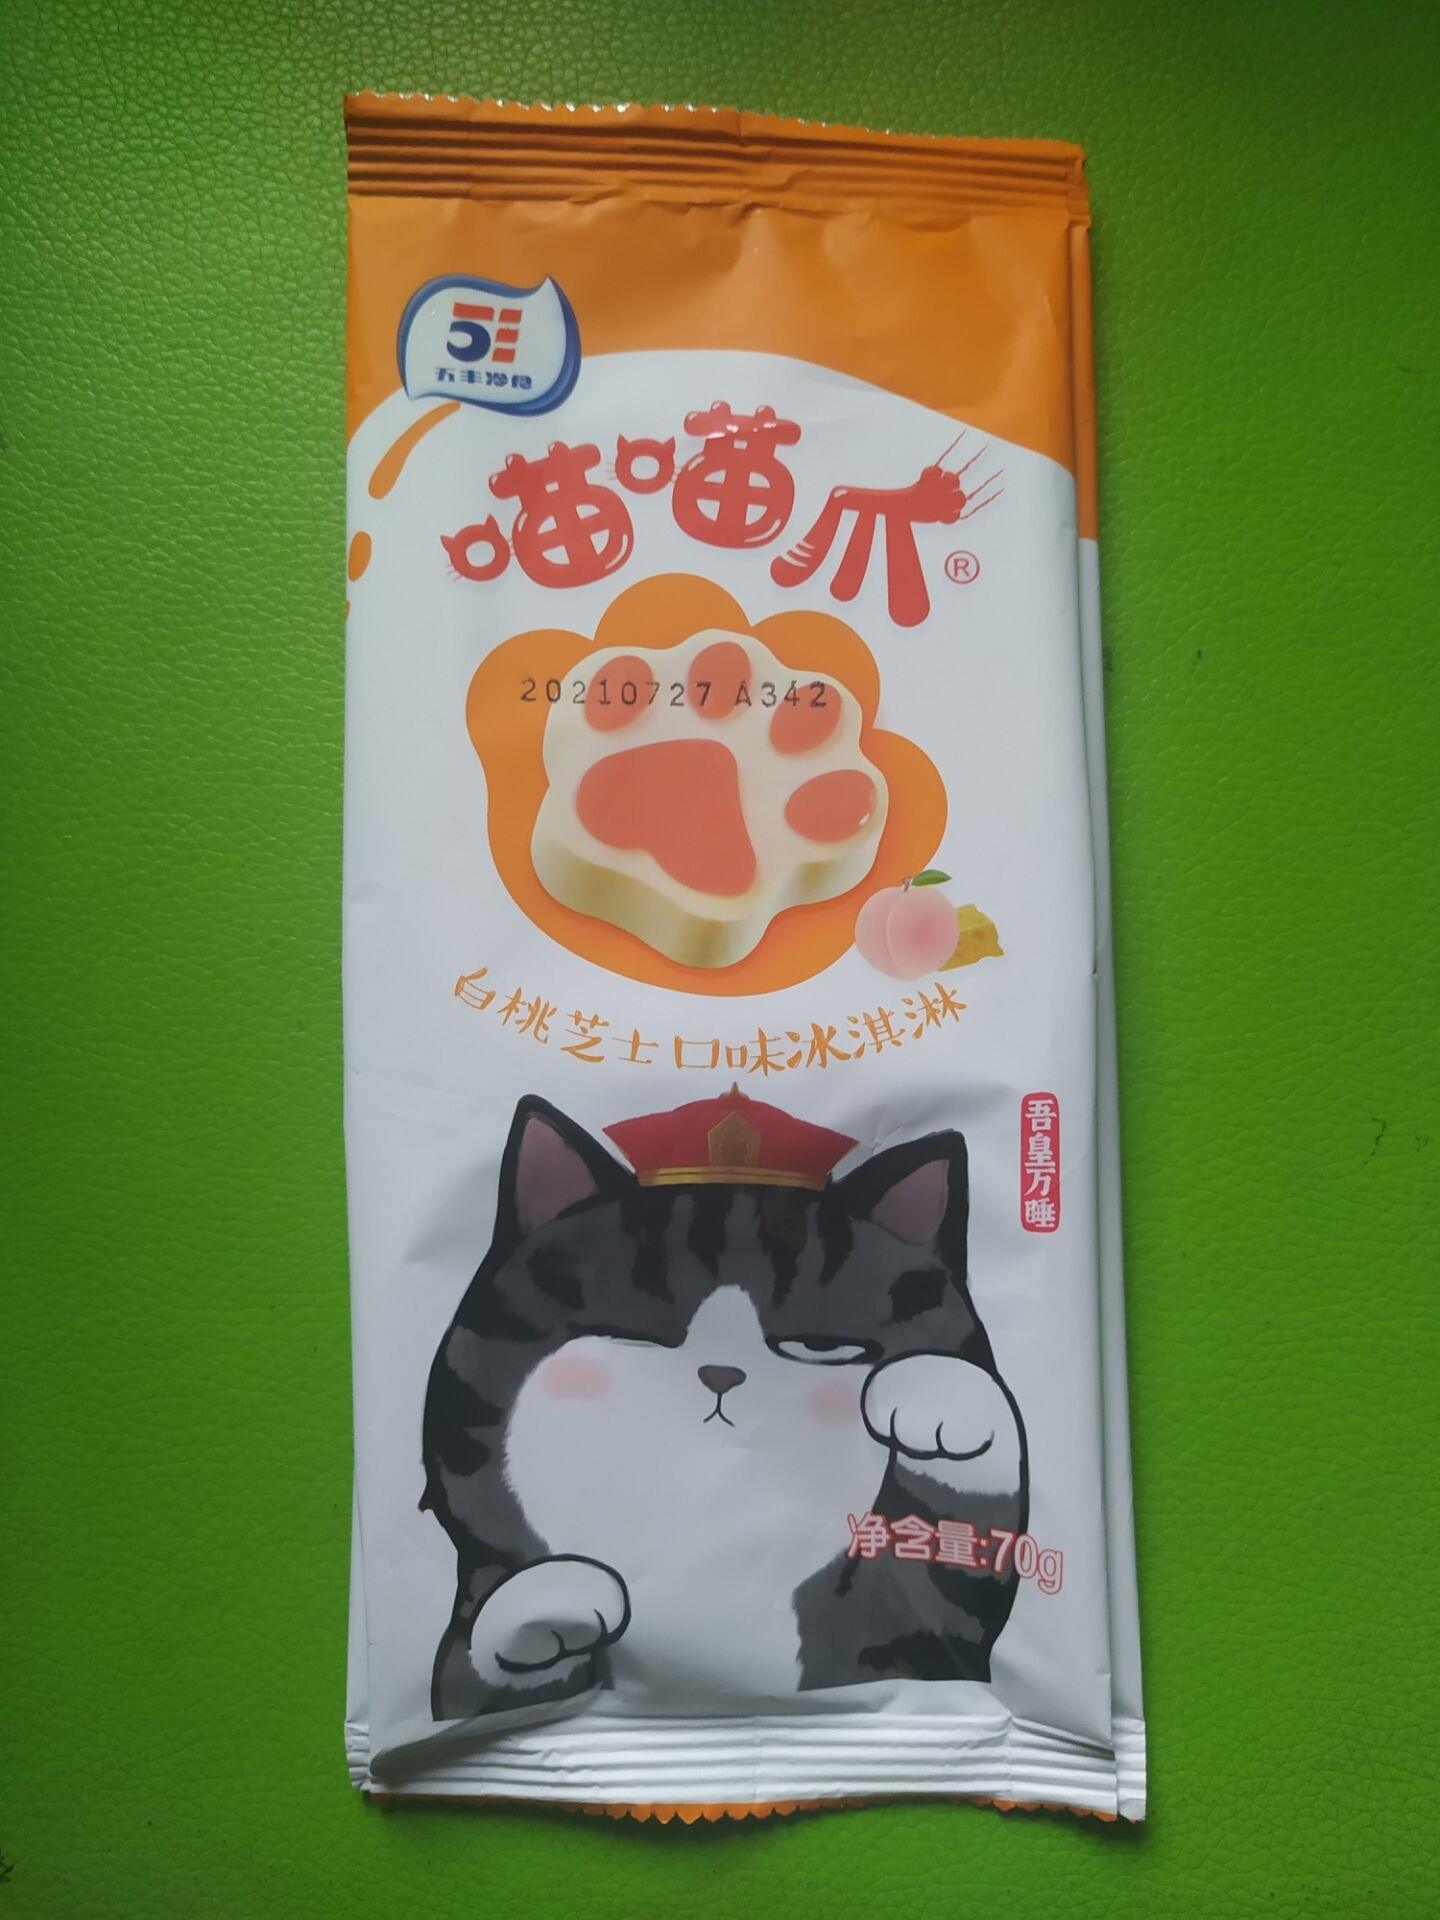 五丰冷食
喵喵爪®
20210727 A342
白桃芝士口味冰淇淋
吾皇万睡
净含量:70g